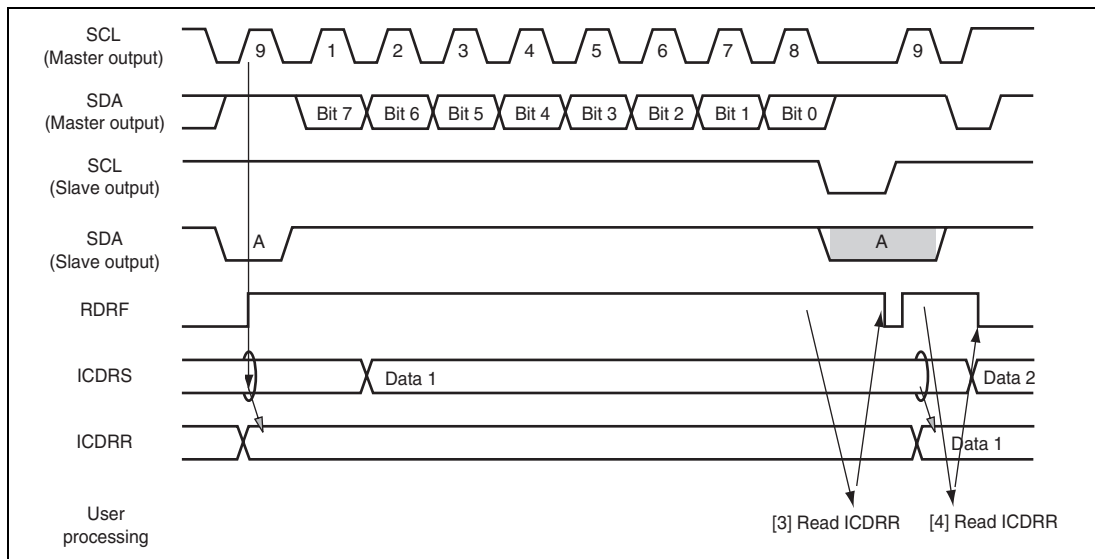 SCL
(Master output)
9 1 2 3 4 5 6 7 8 9
SDA
(Master output)
Bit 7 Bit 6 Bit 5 Bit 4 Bit 3 Bit 2 Bit 1 Bit 0
SCL
(Slave output)
SDA
(Slave output)
A A
RDRF
ICDRS
Data 1 Data 2
ICDRR
Data 1
User
processing
[3] Read ICDRR [4] Read ICDRR